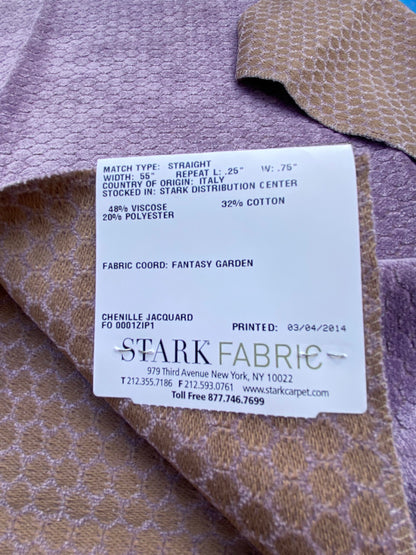 MATCH TYPE: STRAIGHT
WIDTH: 55" REPEAT L: .25" W: .75"
COUNTRY OF ORIGIN: ITALY
STOCKED IN: STARK DISTRIBUTION CENTER
48% VISCOSE 32% COTTON
20% POLYESTER
FABRIC COORD: FANTASY GARDEN
CHENILLE JACQUARD
FO 0001ZIP1 PRINTED: 03/04/2014
STARK FABRIC
979 Third Avenue New York, NY 10022
T 212.355.7186 F 212.593.0761 www.starkcarpet.com
Toll Free 877.746.7699